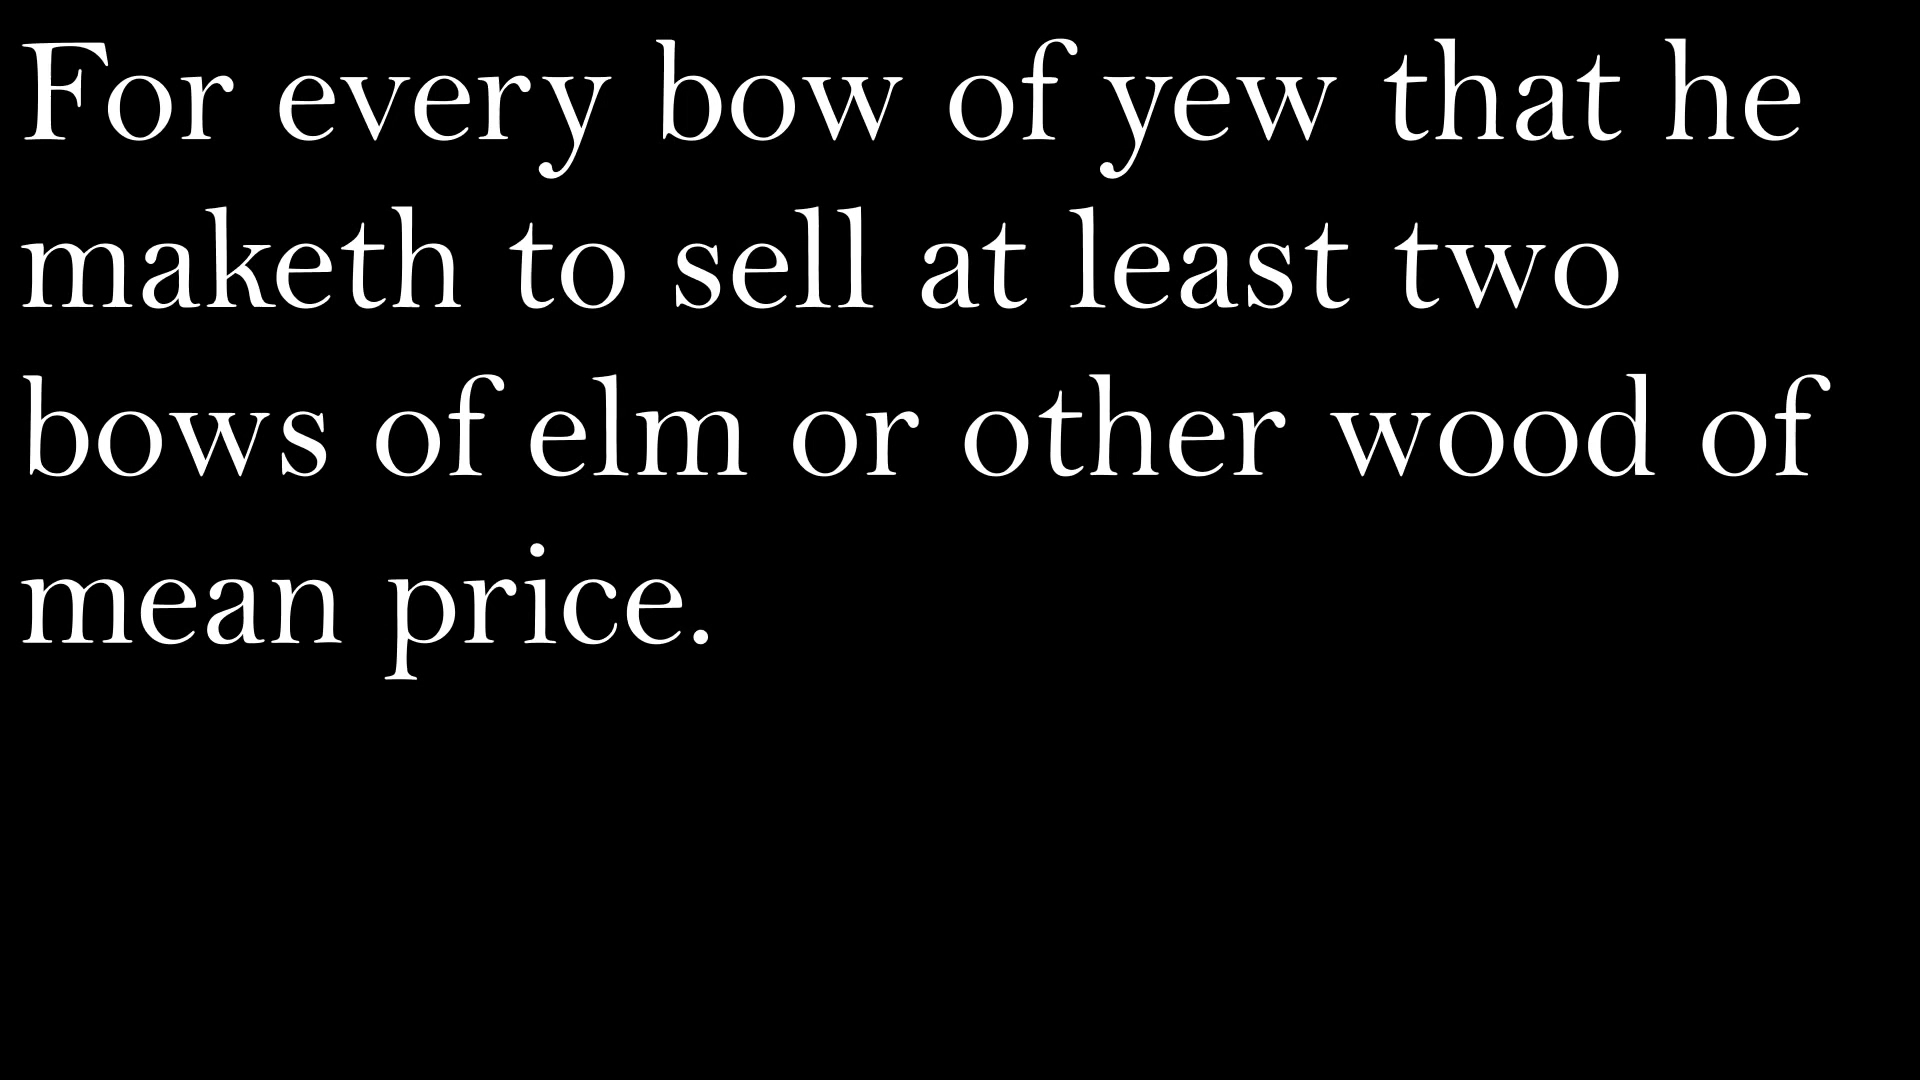 For every bow of yew that he
maketh to sell at least two
bows of elm or other wood of
mean price.